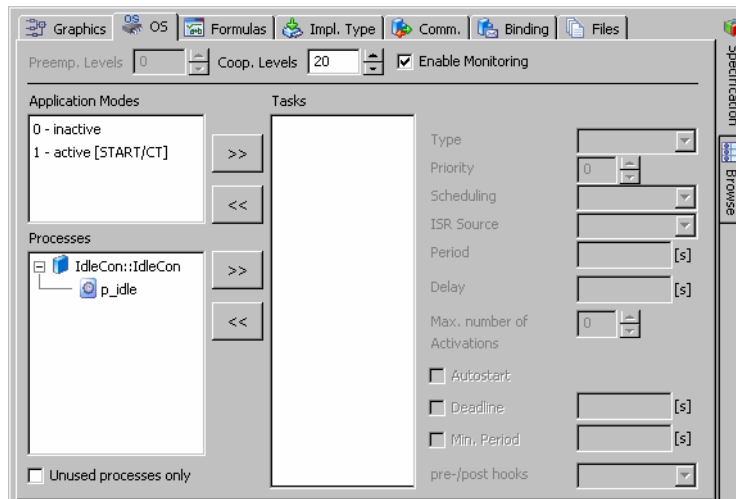 Graphics OS OS Formulas Impl. Type Comm. Binding Files
Preemp. Levels 0 Coop. Levels 20 Enable Monitoring
Application Modes Tasks
0 - inactive
1 - active [START/CT]
>>
<<
Processes
IdleCon::IdleCon
p_idle
>>
<<
Unused processes only
Type
Priority 0
Scheduling
ISR Source
Period [s]
Delay [s]
Max. number of
Activations 0
Autostart
Deadline [s]
Min. Period [s]
pre-/post hooks
Specification
Browse